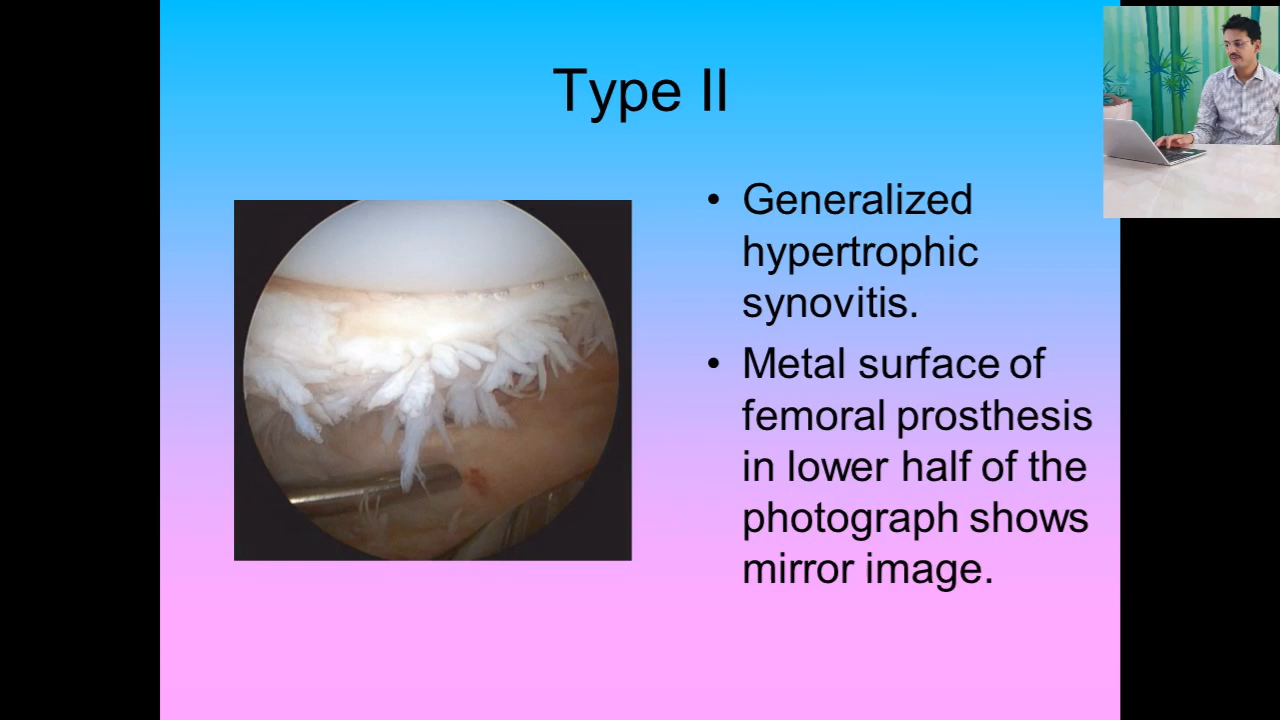 Type II
• Generalized
hypertrophic
synovitis.
• Metal surface of
femoral prosthesis
in lower half of the
photograph shows
mirror image.